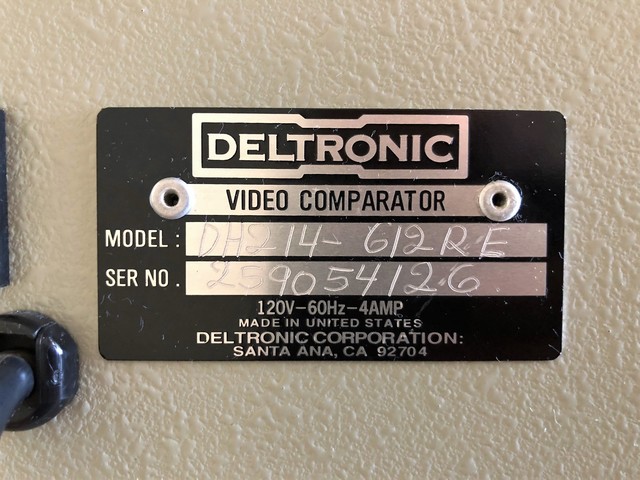 DELTRONIC
VIDEO COMPARATOR
MODEL : DH214-612RE
SER NO . 259054126
120V–60Hz–4AMP
MADE IN UNITED STATES
DELTRONIC CORPORATION:
SANTA ANA, CA 92704